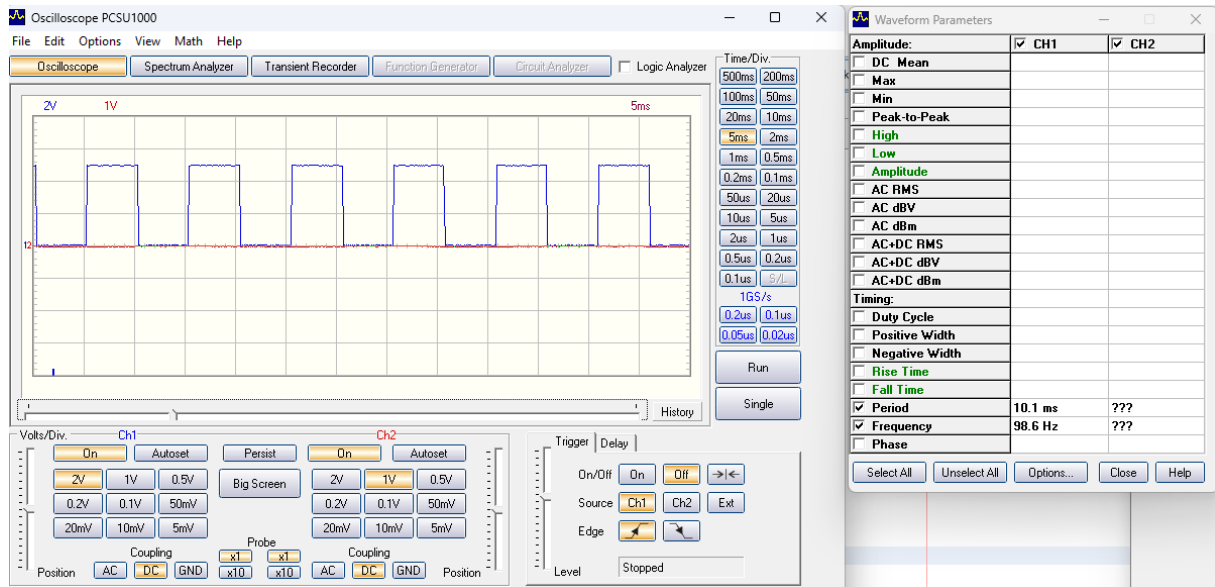 Oscilloscope PCSU1000
File Edit Options View Math Help
Oscilloscope Spectrum Analyzer Transient Recorder Function Generator Circuit Analyzer Logic Analyzer
2V 1V 5ms
12
History
Time/Div.
500ms 200ms
100ms 50ms
20ms 10ms
5ms 2ms
1ms 0.5ms
0.2ms 0.1ms
50us 20us
10us 5us
2us 1us
0.5us 0.2us
0.1us S/L
1GS/s
0.2us 0.1us
0.05us 0.02us
Run
Single
Volts/Div. Ch1 Ch2
On Autoset Persist On Autoset
2V 1V 0.5V Big Screen 2V 1V 0.5V
0.2V 0.1V 50mV 0.2V 0.1V 50mV
20mV 10mV 5mV 20mV 10mV 5mV
Coupling Probe Coupling
x1 x1
Position AC DC GND x10 x10 AC DC GND Position
Trigger Delay
On/Off On Off
Source Ch1 Ch2 Ext
Edge
Level Stopped
Waveform Parameters
Amplitude: CH1 CH2
DC Mean
Max
Min
Peak-to-Peak
High
Low
Amplitude
AC RMS
AC dBV
AC dBm
AC+DC RMS
AC+DC dBV
AC+DC dBm
Timing:
Duty Cycle
Positive Width
Negative Width
Rise Time
Fall Time
Period 10.1 ms ???
Frequency 98.6 Hz ???
Phase
Select All Unselect All Options... Close Help